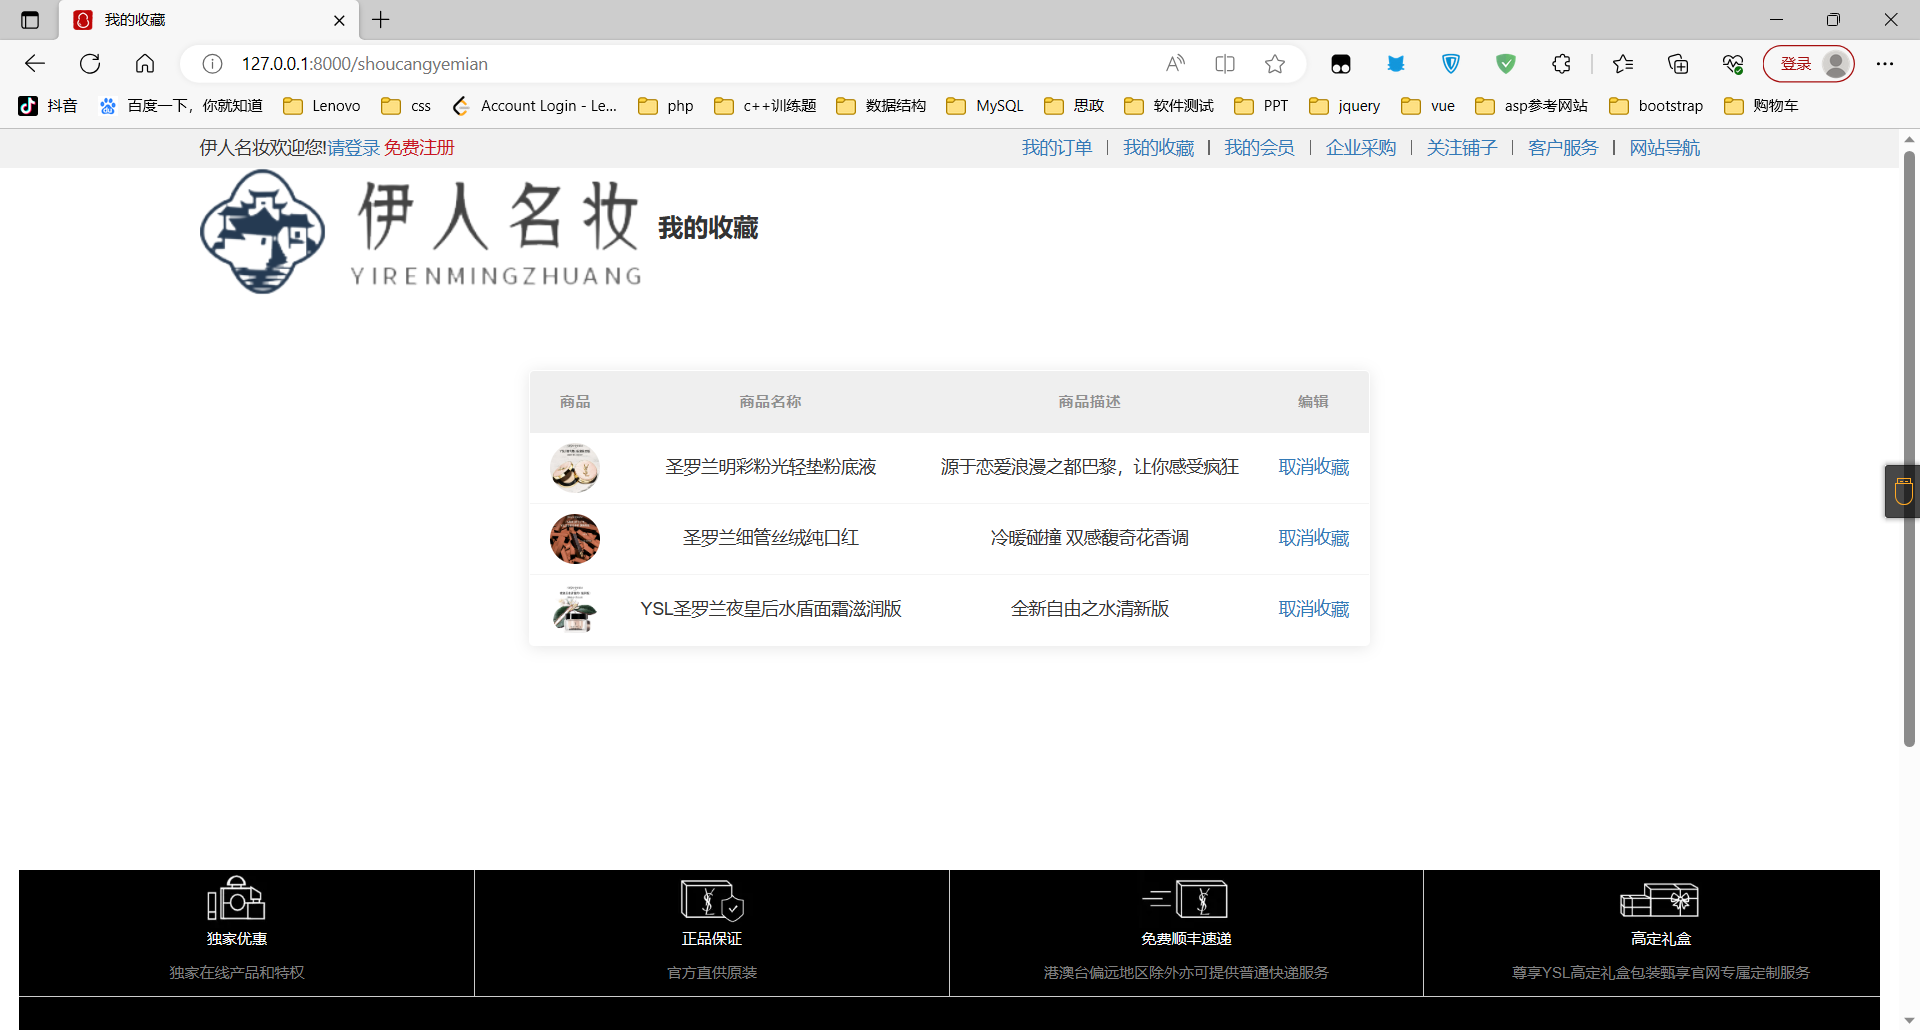 我的收藏
127.0.0.1:8000/shoucangyemian
登录
抖音 百度一下，你就知道 Lenovo css Account Login - Le... php c++训练题 数据结构 MySQL 思政 软件测试 PPT jquery vue asp参考网站 bootstrap 购物车
伊人名妆欢迎您!请登录 免费注册 我的订单 | 我的收藏 | 我的会员 | 企业采购 | 关注铺子 | 客户服务 | 网站导航
伊人名妆
YIRENMINGZHUANG
我的收藏
商品 商品名称 商品描述 编辑
圣罗兰明彩粉光轻垫粉底液 源于恋爱浪漫之都巴黎，让你感受疯狂 取消收藏
圣罗兰细管丝绒纯口红 冷暖碰撞 双感馥奇花香调 取消收藏
YSL圣罗兰夜皇后水盾面霜滋润版 全新自由之水清新版 取消收藏
独家优惠
独家在线产品和特权
正品保证
官方直供原装
免费顺丰速递
港澳台偏远地区除外亦可提供普通快递服务
高定礼盒
尊享YSL高定礼盒包装甄享官网专属定制服务